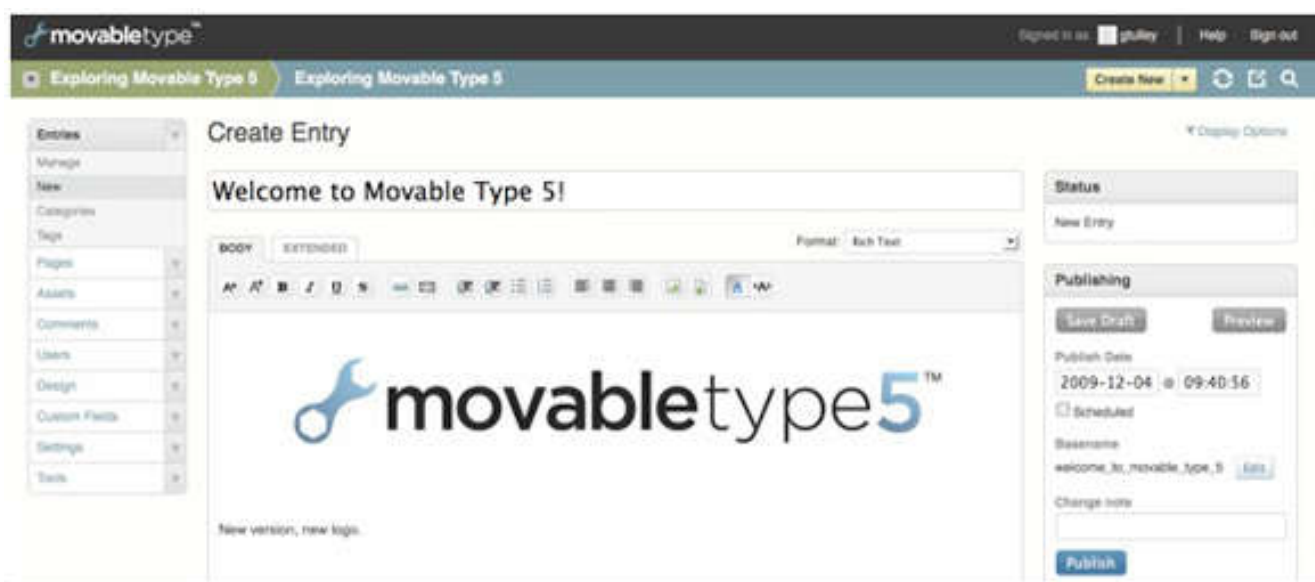 movabletype™
Signed in as gtulley | Help Sign out
Exploring Movable Type 5 Exploring Movable Type 5
Create New
Entries
Manage
New
Categories
Tags
Pages
Assets
Comments
Users
Design
Custom Fields
Settings
Tools
Create Entry
Display Options
Welcome to Movable Type 5!
BODY EXTENDED
Format: Rich Text
movabletype5™
New version, new logo.
Status
New Entry
Publishing
Save Draft Preview
Publish Date
2009-12-04 @ 09:40:56
Scheduled
Basename
welcome_to_movable_type_5 Edit
Change note
Publish